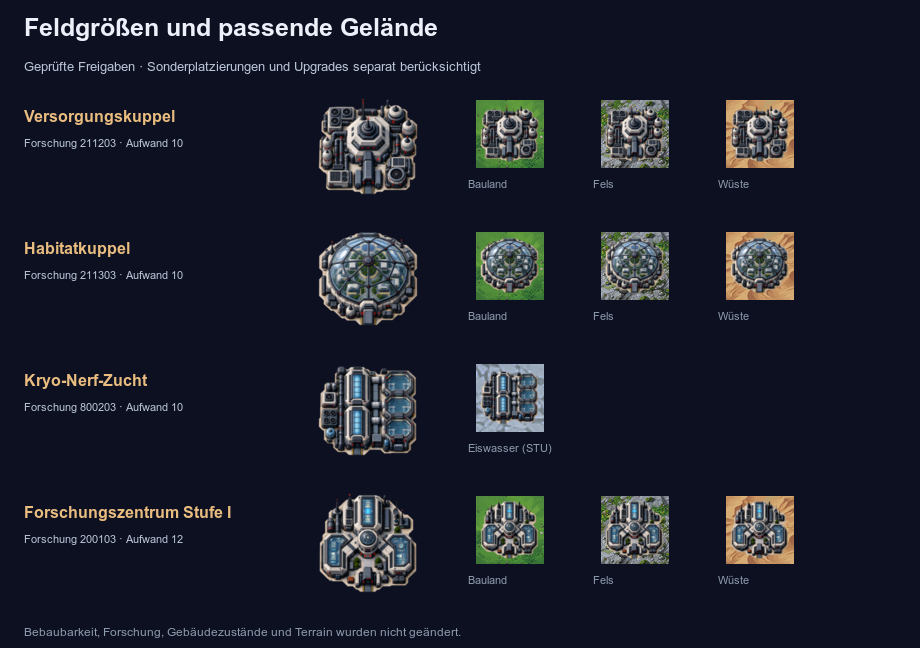 Feldgrößen und passende Gelände
Geprüfte Freigaben · Sonderplatzierungen und Upgrades separat berücksichtigt
Versorgungskuppel
Forschung 211203 · Aufwand 10
Bauland
Fels
Wüste
Habitatkuppel
Forschung 211303 · Aufwand 10
Bauland
Fels
Wüste
Kryo-Nerf-Zucht
Forschung 800203 · Aufwand 10
Eiswasser (STU)
Forschungszentrum Stufe I
Forschung 200103 · Aufwand 12
Bauland
Fels
Wüste
Bebaubarkeit, Forschung, Gebäudezustände und Terrain wurden nicht geändert.